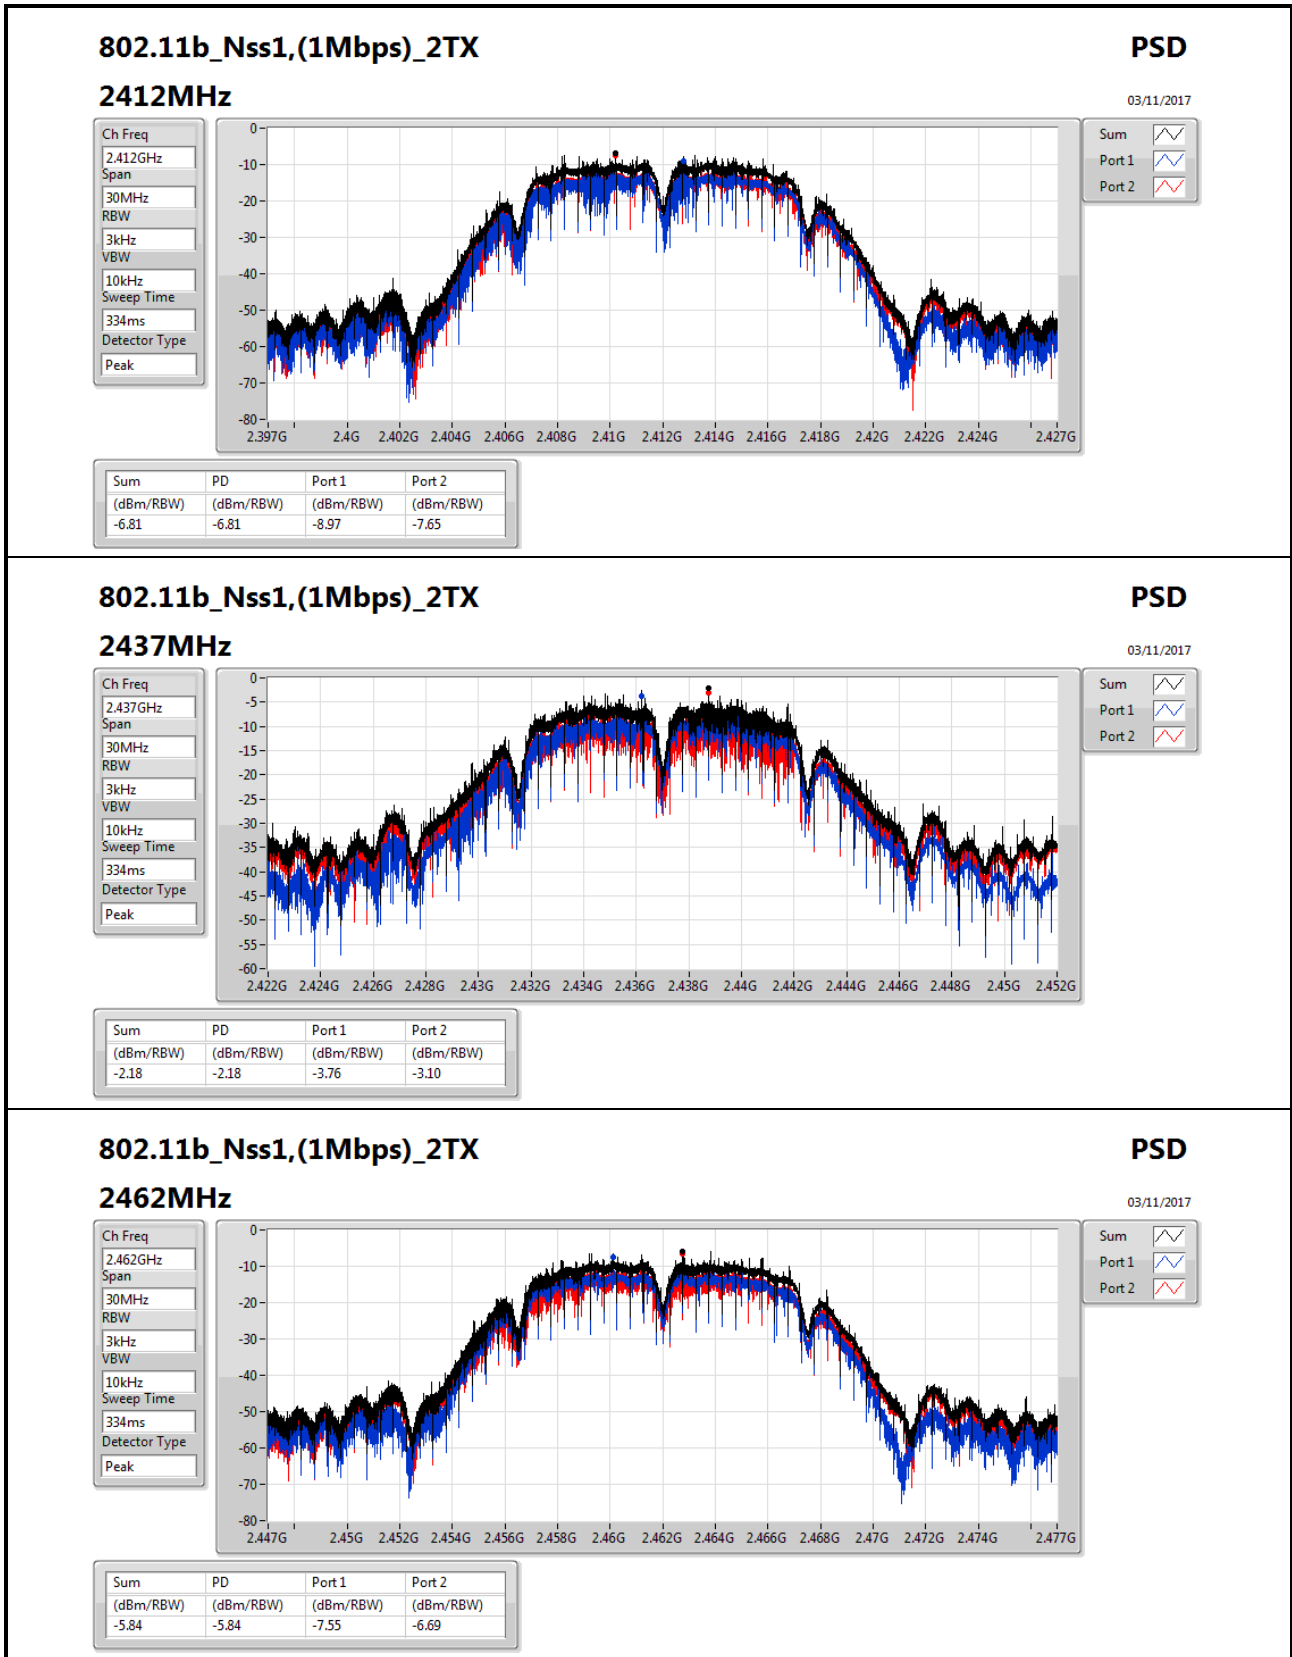 802.11b_Nss1,(1Mbps)_2TX PSD
2412MHz 03/11/2017
Ch Freq
2.412GHz
Span
30MHz
RBW
3kHz
VBW
10kHz
Sweep Time
334ms
Detector Type
Peak
0
-10
-20
-30
-40
-50
-60
-70
-80
2.397G 2.4G 2.402G 2.404G 2.406G 2.408G 2.41G 2.412G 2.414G 2.416G 2.418G 2.42G 2.422G 2.424G 2.427G
Sum
Port 1
Port 2
Sum PD Port 1 Port 2
(dBm/RBW) (dBm/RBW) (dBm/RBW) (dBm/RBW)
-6.81 -6.81 -8.97 -7.65
802.11b_Nss1,(1Mbps)_2TX PSD
2437MHz 03/11/2017
Ch Freq
2.437GHz
Span
30MHz
RBW
3kHz
VBW
10kHz
Sweep Time
334ms
Detector Type
Peak
0
-5
-10
-15
-20
-25
-30
-35
-40
-45
-50
-55
-60
2.422G 2.424G 2.426G 2.428G 2.43G 2.432G 2.434G 2.436G 2.438G 2.44G 2.442G 2.444G 2.446G 2.448G 2.45G 2.452G
Sum
Port 1
Port 2
Sum PD Port 1 Port 2
(dBm/RBW) (dBm/RBW) (dBm/RBW) (dBm/RBW)
-2.18 -2.18 -3.76 -3.10
802.11b_Nss1,(1Mbps)_2TX PSD
2462MHz 03/11/2017
Ch Freq
2.462GHz
Span
30MHz
RBW
3kHz
VBW
10kHz
Sweep Time
334ms
Detector Type
Peak
0
-10
-20
-30
-40
-50
-60
-70
-80
2.447G 2.45G 2.452G 2.454G 2.456G 2.458G 2.46G 2.462G 2.464G 2.466G 2.468G 2.47G 2.472G 2.474G 2.477G
Sum
Port 1
Port 2
Sum PD Port 1 Port 2
(dBm/RBW) (dBm/RBW) (dBm/RBW) (dBm/RBW)
-5.84 -5.84 -7.55 -6.69